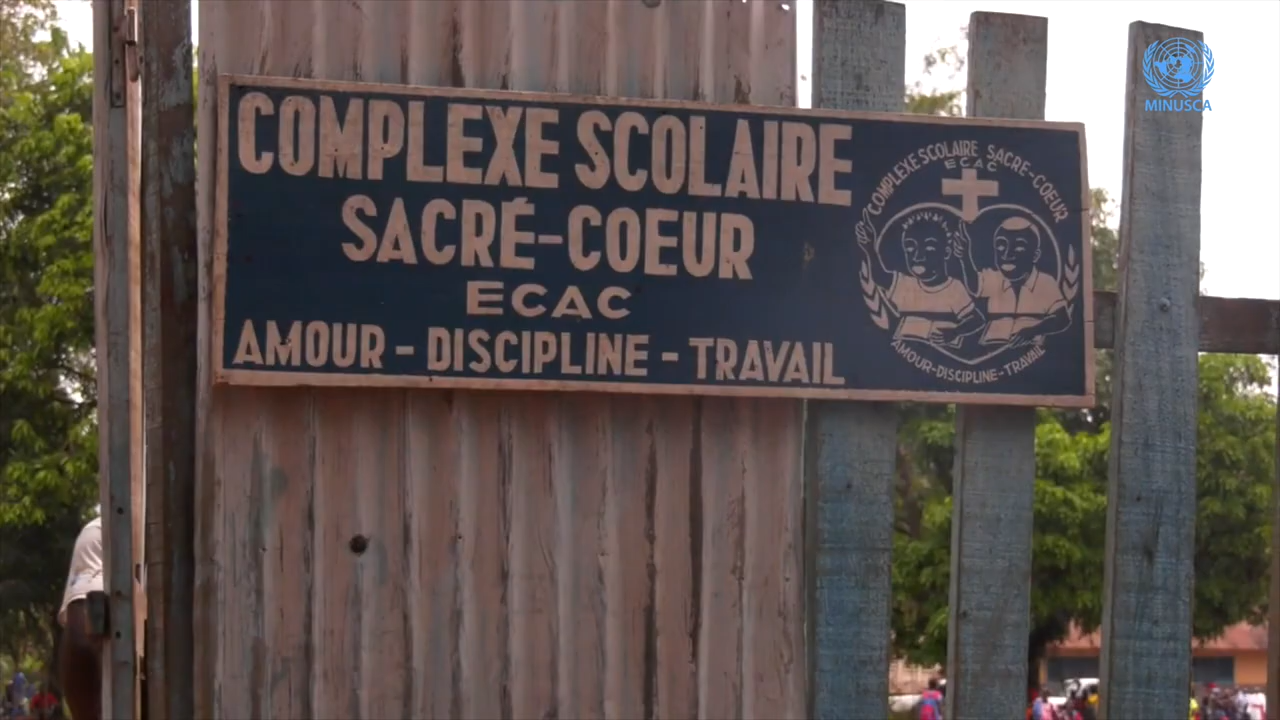 COMPLEXE SCOLAIRE
SACRÉ-COEUR
ECAC
AMOUR - DISCIPLINE - TRAVAIL
COMPLEXE SCOLAIRE SACRE-COEUR
ECAC
AMOUR-DISCIPLINE-TRAVAIL
MINUSCA